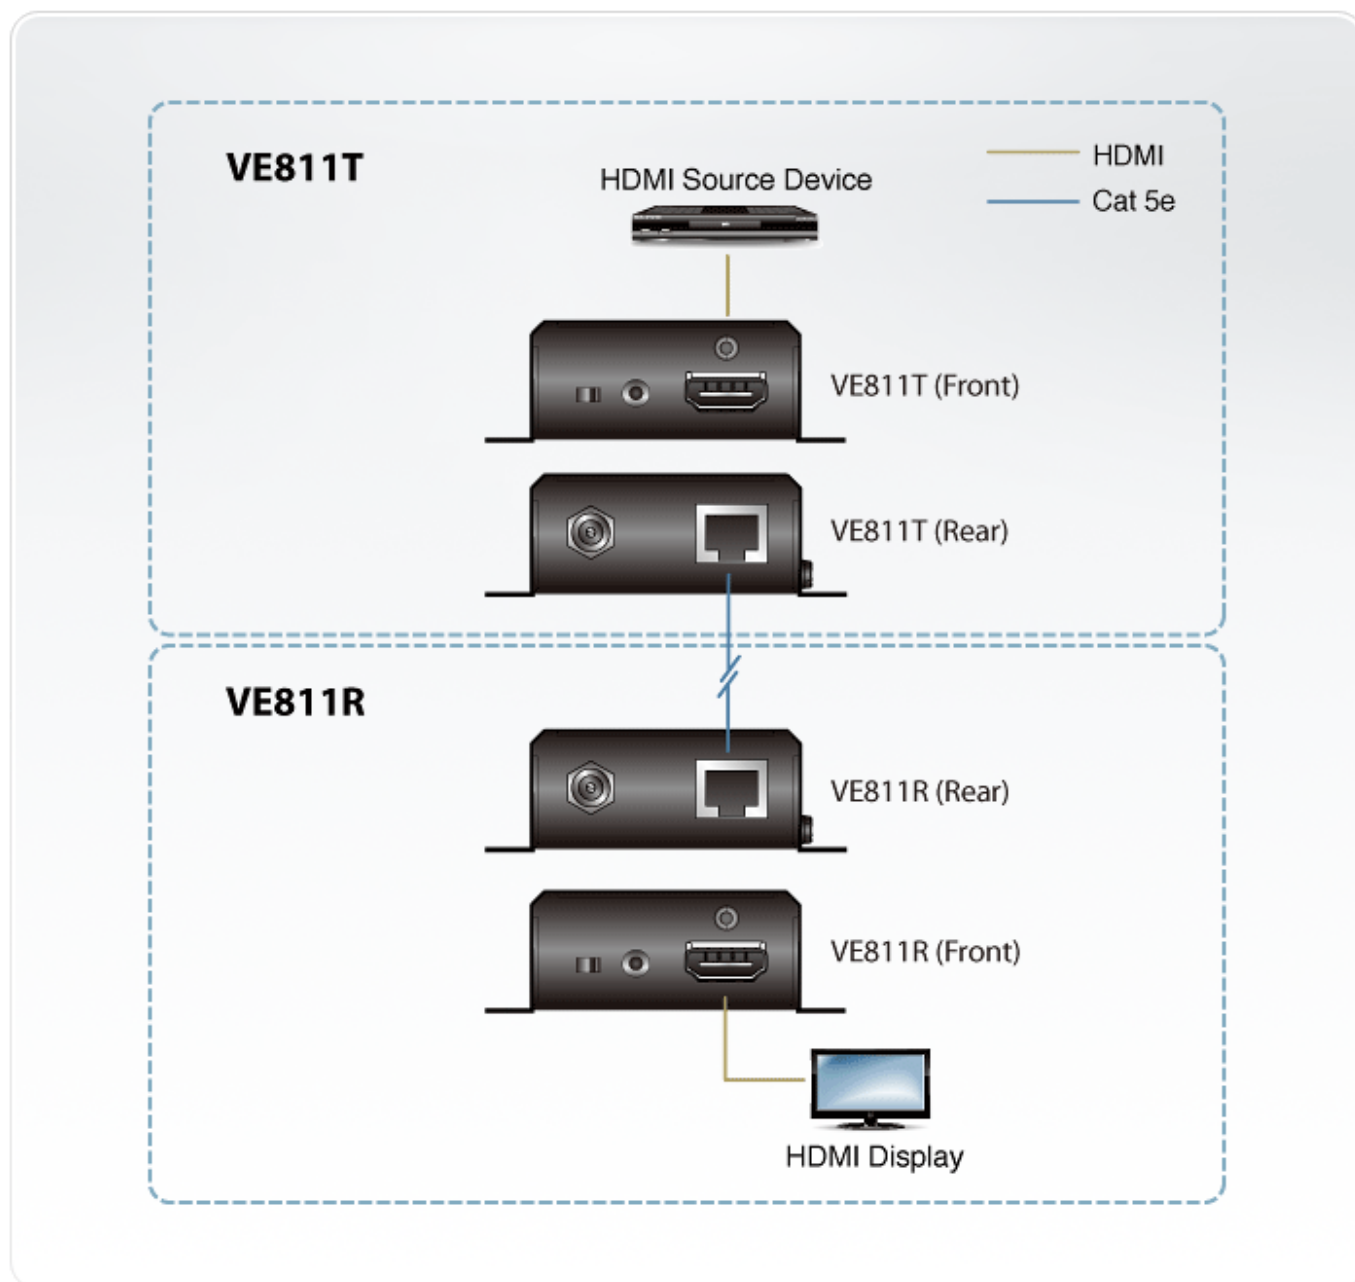 VE811T
HDMI
Cat 5e
HDMI Source Device
VE811T (Front)
VE811T (Rear)
VE811R
VE811R (Rear)
VE811R (Front)
HDMI Display